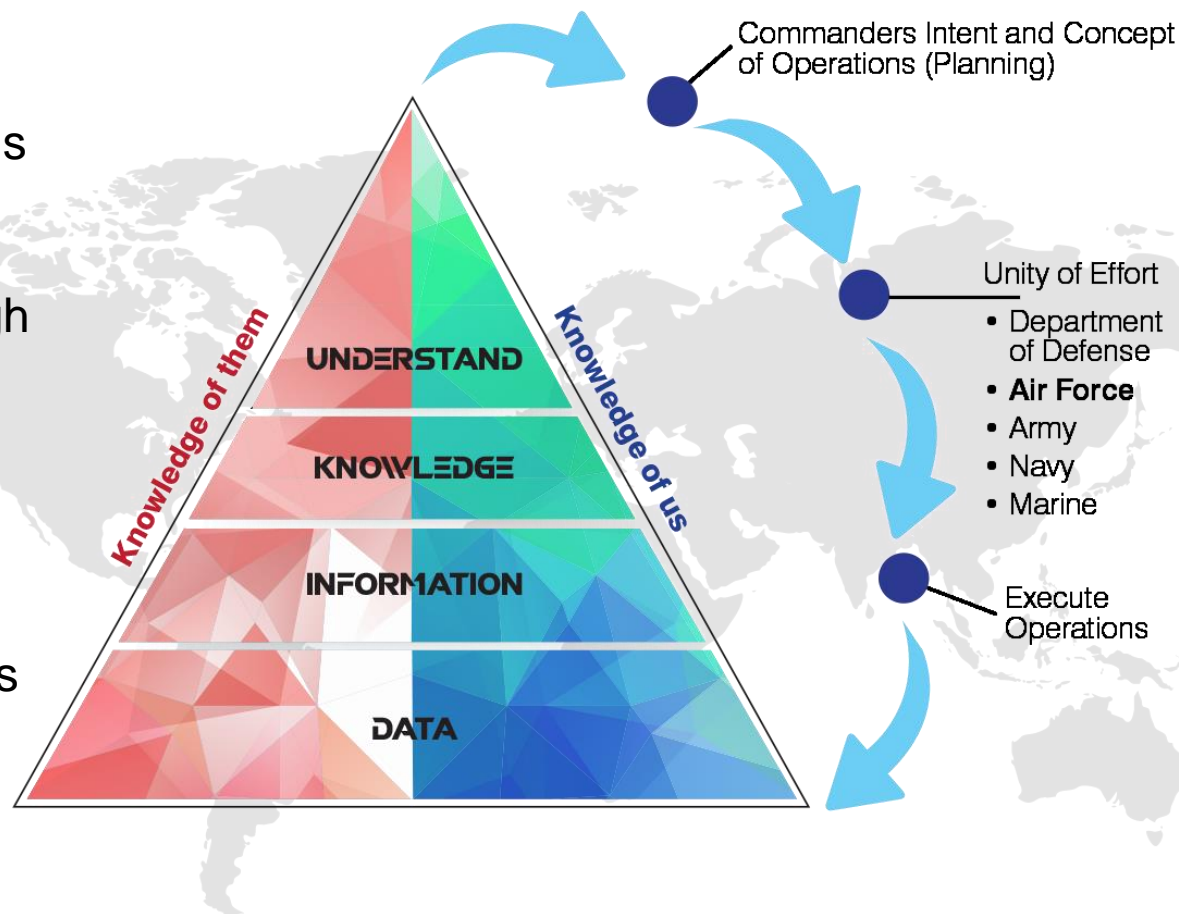 s
gh
s
Commanders Intent and Concept
of Operations (Planning)
Unity of Effort
• Department
of Defense
• Air Force
• Army
• Navy
• Marine
Execute
Operations
Knowledge of them
Knowledge of us
UNDERSTAND
KNOWLEDGE
INFORMATION
DATA